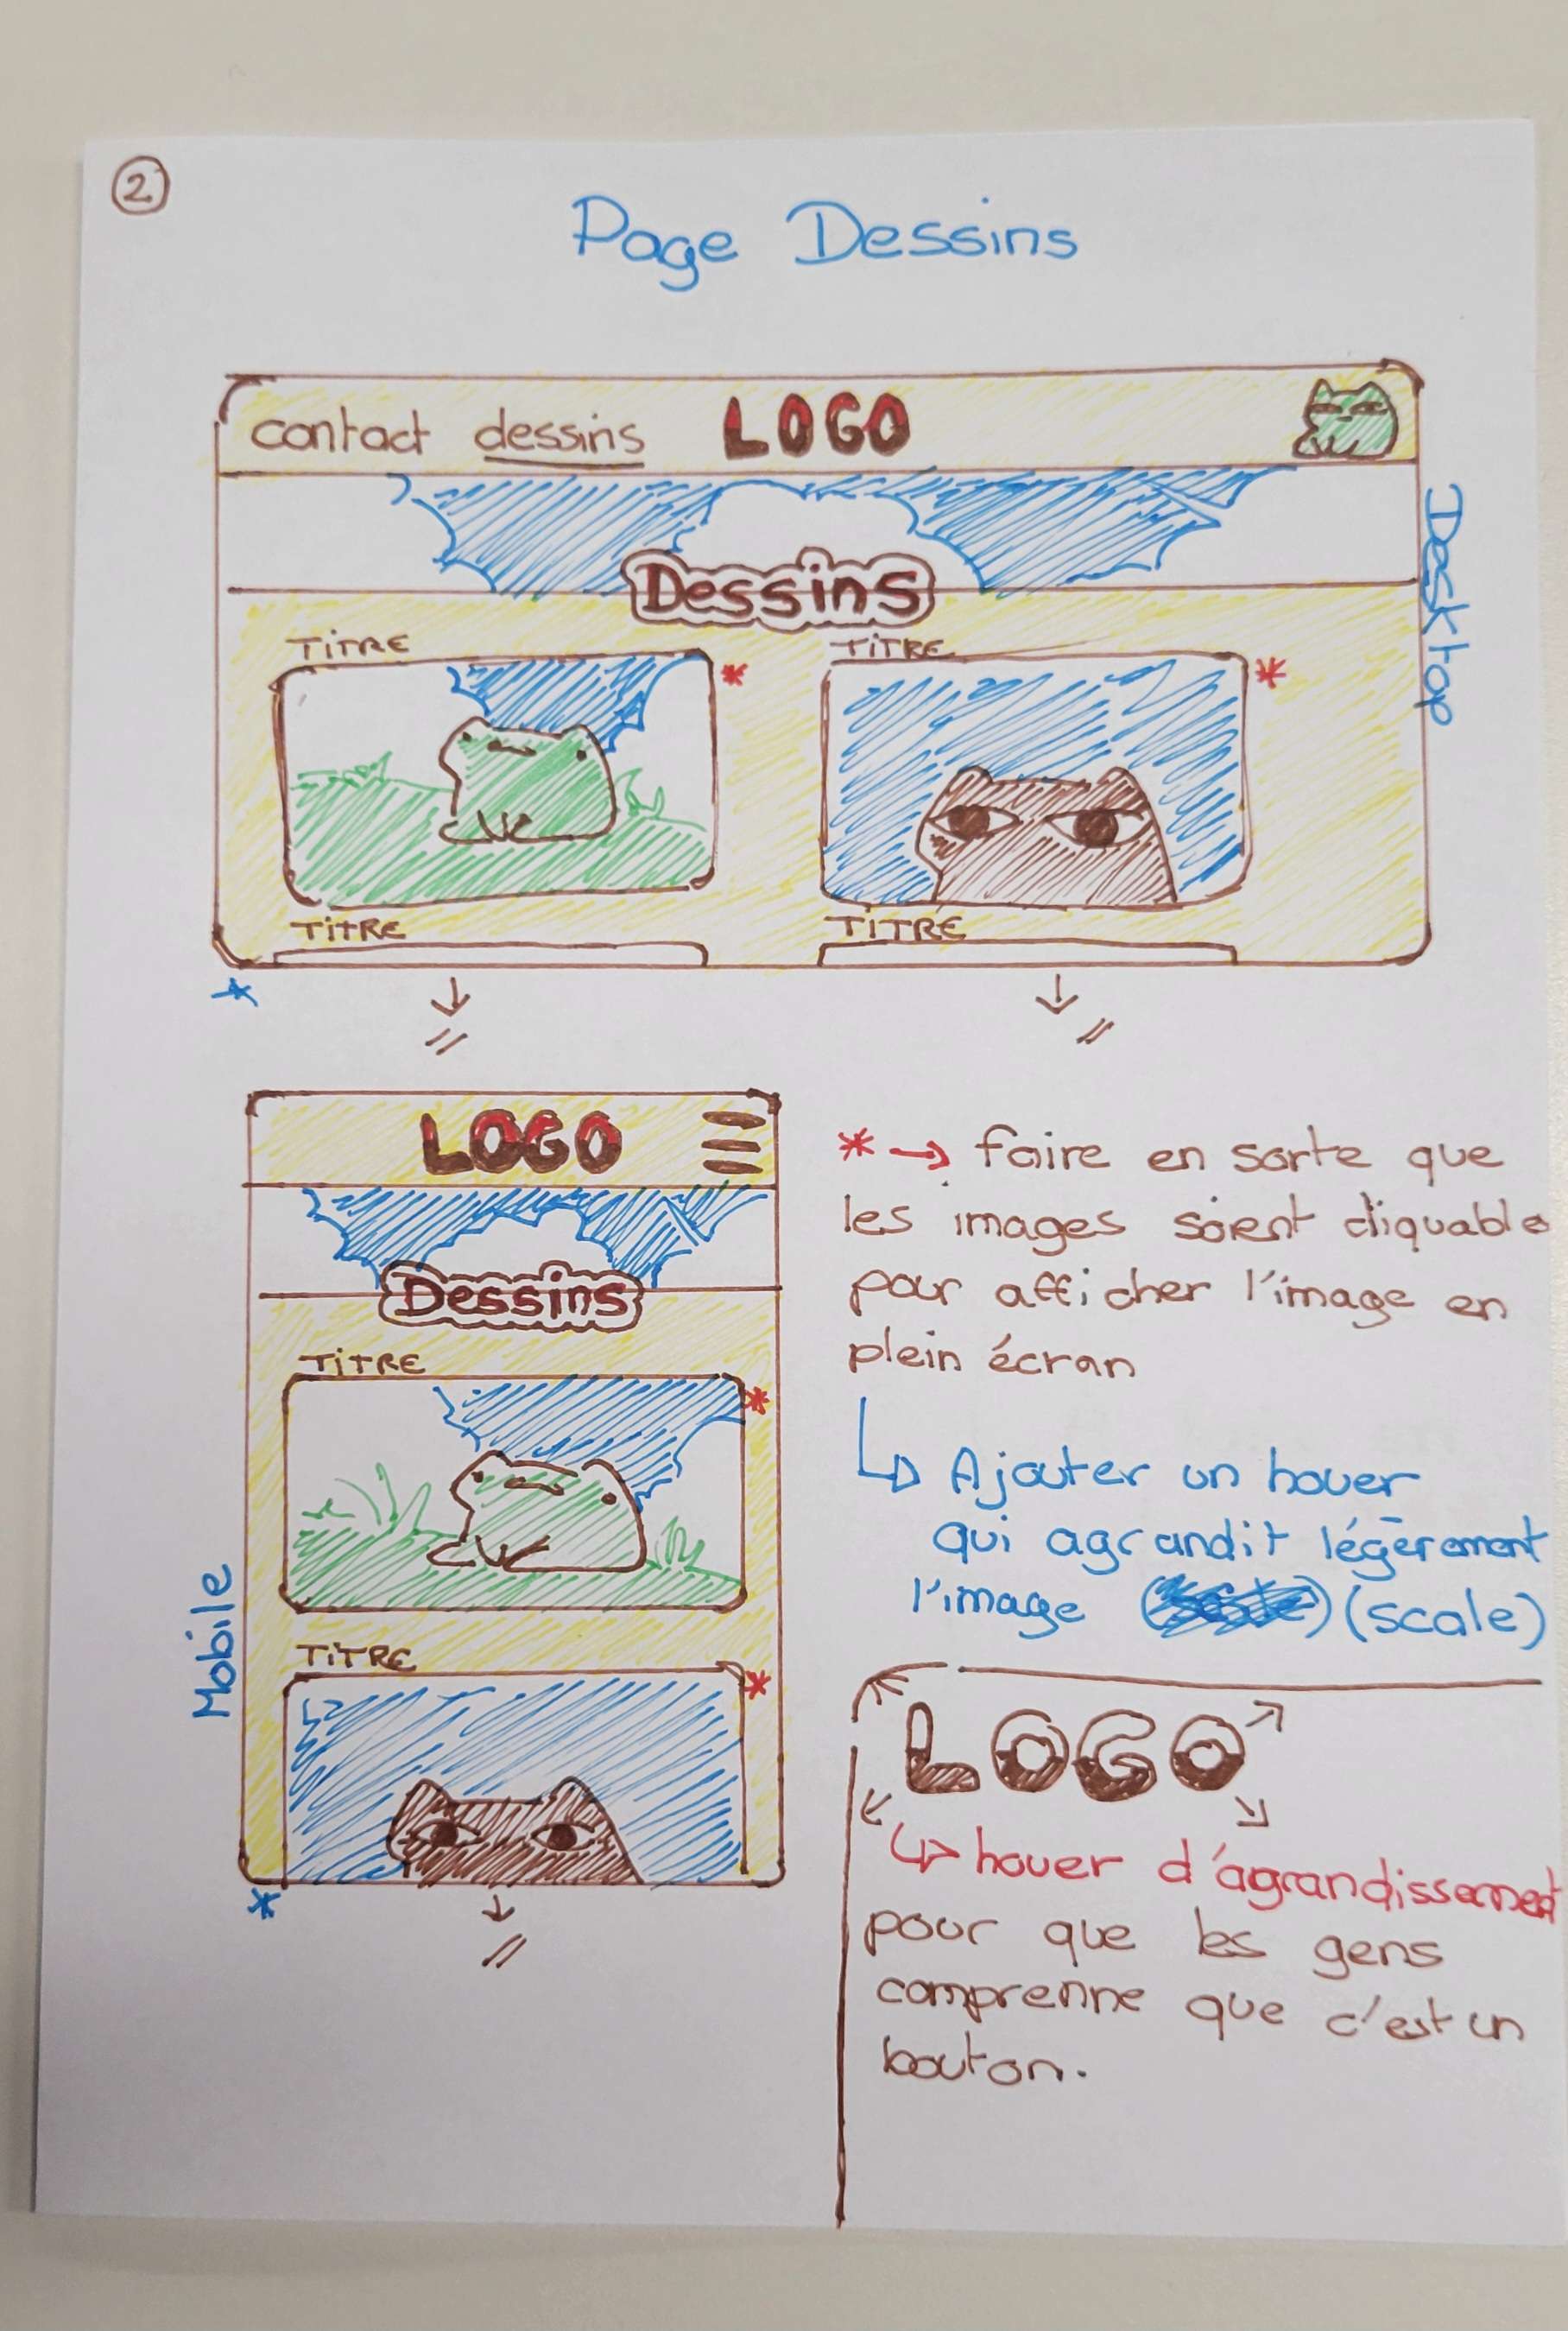 2
Page Dessins
contact dessins LOGO
Dessins
TITRE * TITRE *
TITRE TITRE
Desktop
*
LOGO
Dessins
TITRE
*
TITRE
*
Mobile
*
* → faire en sorte que
les images soient cliquable
pour afficher l'image en
plein écran
↳ Ajouter un hover
qui agrandit légèrement
l'image (scale)
LOGO
↳ hover d'agrandissement
pour que les gens
comprenne que c'est un
bouton.